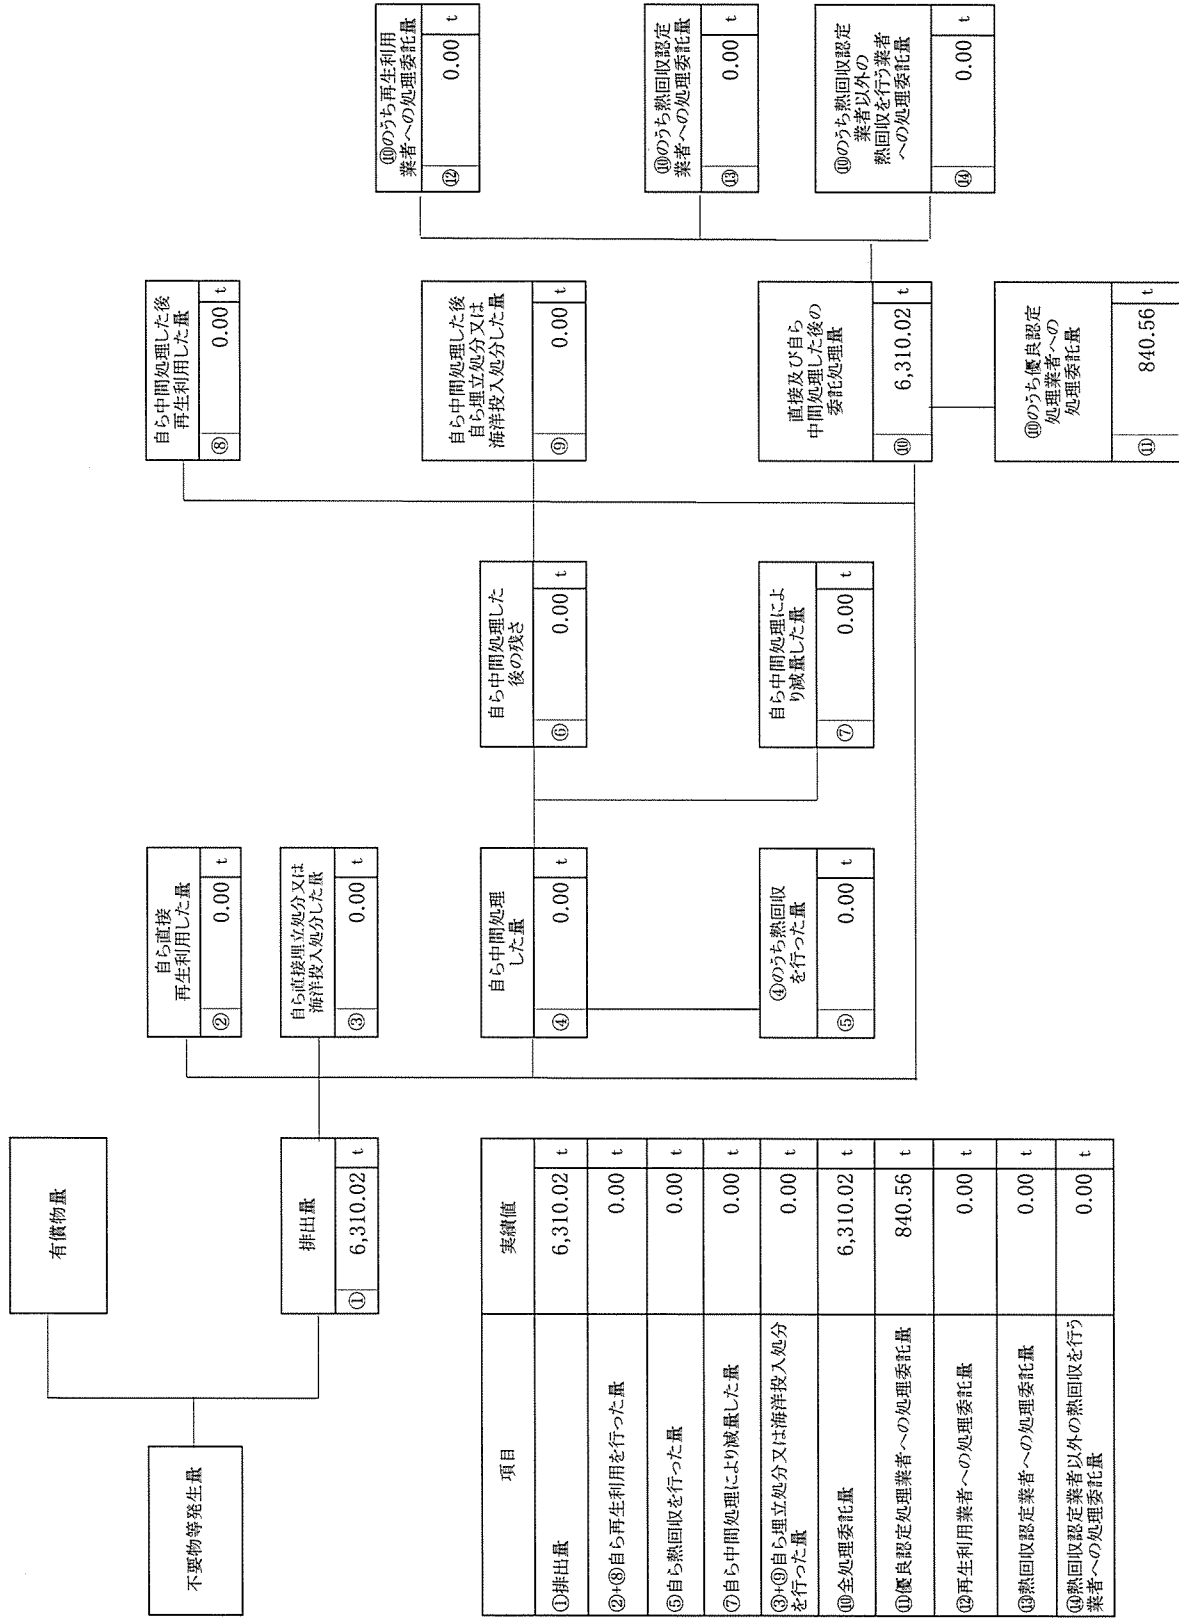 不要物等発生量
有償物量
排出量
① 6,310.02 t
自ら直接
再生利用した量
② 0.00 t
自ら直接埋立処分又は
海洋投入処分した量
③ 0.00 t
自ら中間処理
した量
④ 0.00 t
④のうち熱回収
を行った量
⑤ 0.00 t
自ら中間処理した
後の残さ
⑥ 0.00 t
自ら中間処理によ
り減量した量
⑦ 0.00 t
自ら中間処理した後
再生利用した量
⑧ 0.00 t
自ら中間処理した後
自ら埋立処分又は
海洋投入処分した量
⑨ 0.00 t
直接及び自ら
中間処理した後の
委託処理量
⑩ 6,310.02 t
⑩のうち優良認定
処理業者への
処理委託量
⑪ 840.56 t
⑩のうち再生利用
業者への処理委託量
⑫ 0.00 t
⑩のうち熱回収認定
業者への処理委託量
⑬ 0.00 t
⑩のうち熱回収認定
業者以外の
熱回収を行う業者
への処理委託量
⑭ 0.00 t
項目 実績値
①排出量 6,310.02 t
②+⑧自ら再生利用を行った量 0.00 t
⑤自ら熱回収を行った量 0.00 t
⑦自ら中間処理により減量した量 0.00 t
③+⑨自ら埋立処分又は海洋投入処分
を行った量 0.00 t
⑩全処理委託量 6,310.02 t
⑪優良認定処理業者への処理委託量 840.56 t
⑫再生利用業者への処理委託量 0.00 t
⑬熱回収認定業者への処理委託量 0.00 t
⑭熱回収認定業者以外の熱回収を行う
業者への処理委託量 0.00 t